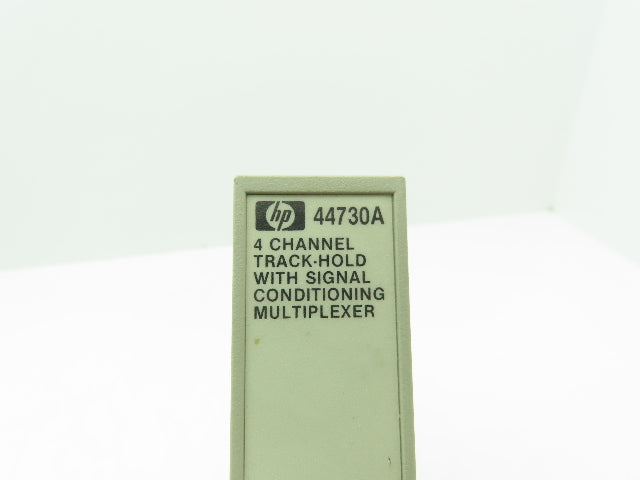 hp 44730A
4 CHANNEL
TRACK-HOLD
WITH SIGNAL
CONDITIONING
MULTIPLEXER